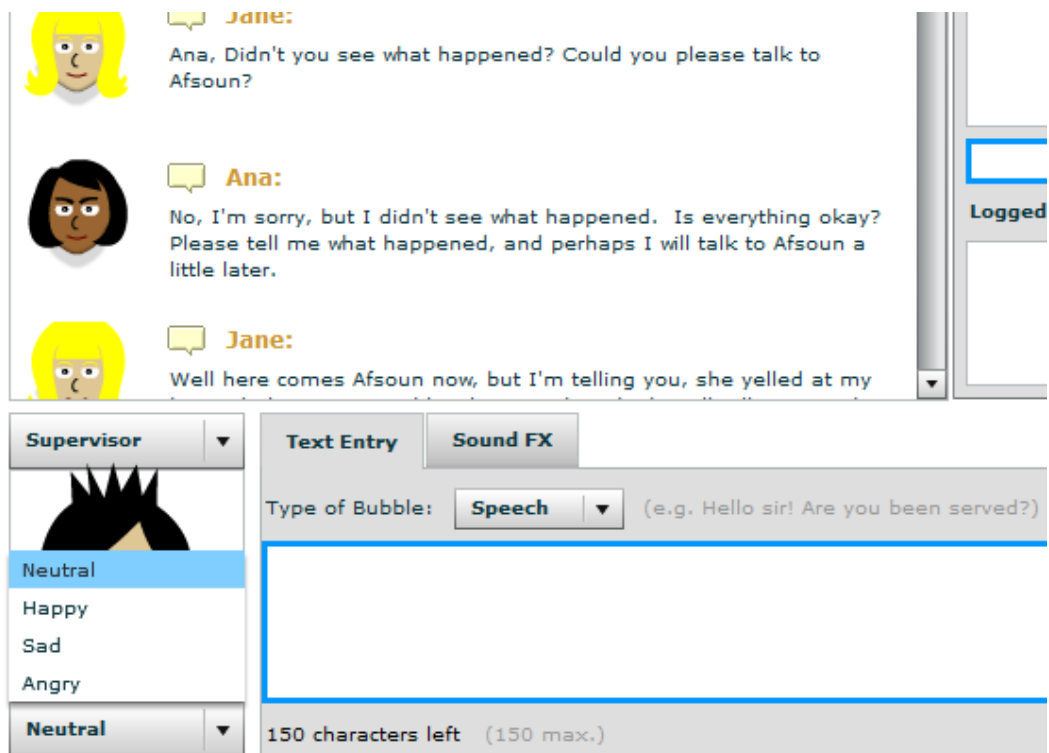 Jane:
Ana, Didn't you see what happened? Could you please talk to
Afsoun?
Ana:
No, I'm sorry, but I didn't see what happened. Is everything okay?
Please tell me what happened, and perhaps I will talk to Afsoun a
little later.
Jane:
Well here comes Afsoun now, but I'm telling you, she yelled at my
Logged
Supervisor
Text Entry
Sound FX
Type of Bubble: Speech (e.g. Hello sir! Are you been served?)
Neutral
Happy
Sad
Angry
Neutral
150 characters left (150 max.)